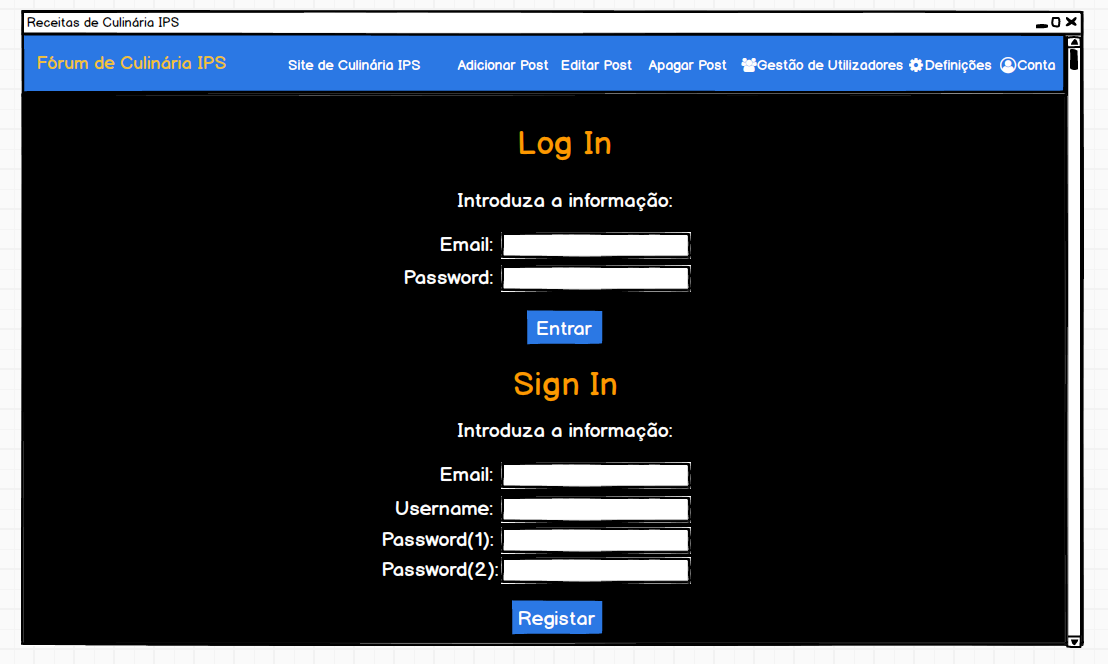 Receitas de Culinária IPS
Fórum de Culinária IPS Site de Culinária IPS Adicionar Post Editar Post Apagar Post Gestão de Utilizadores Definições Conta
Log In
Introduza a informação:
Email:
Password:
Entrar
Sign In
Introduza a informação:
Email:
Username:
Password(1):
Password(2):
Registar